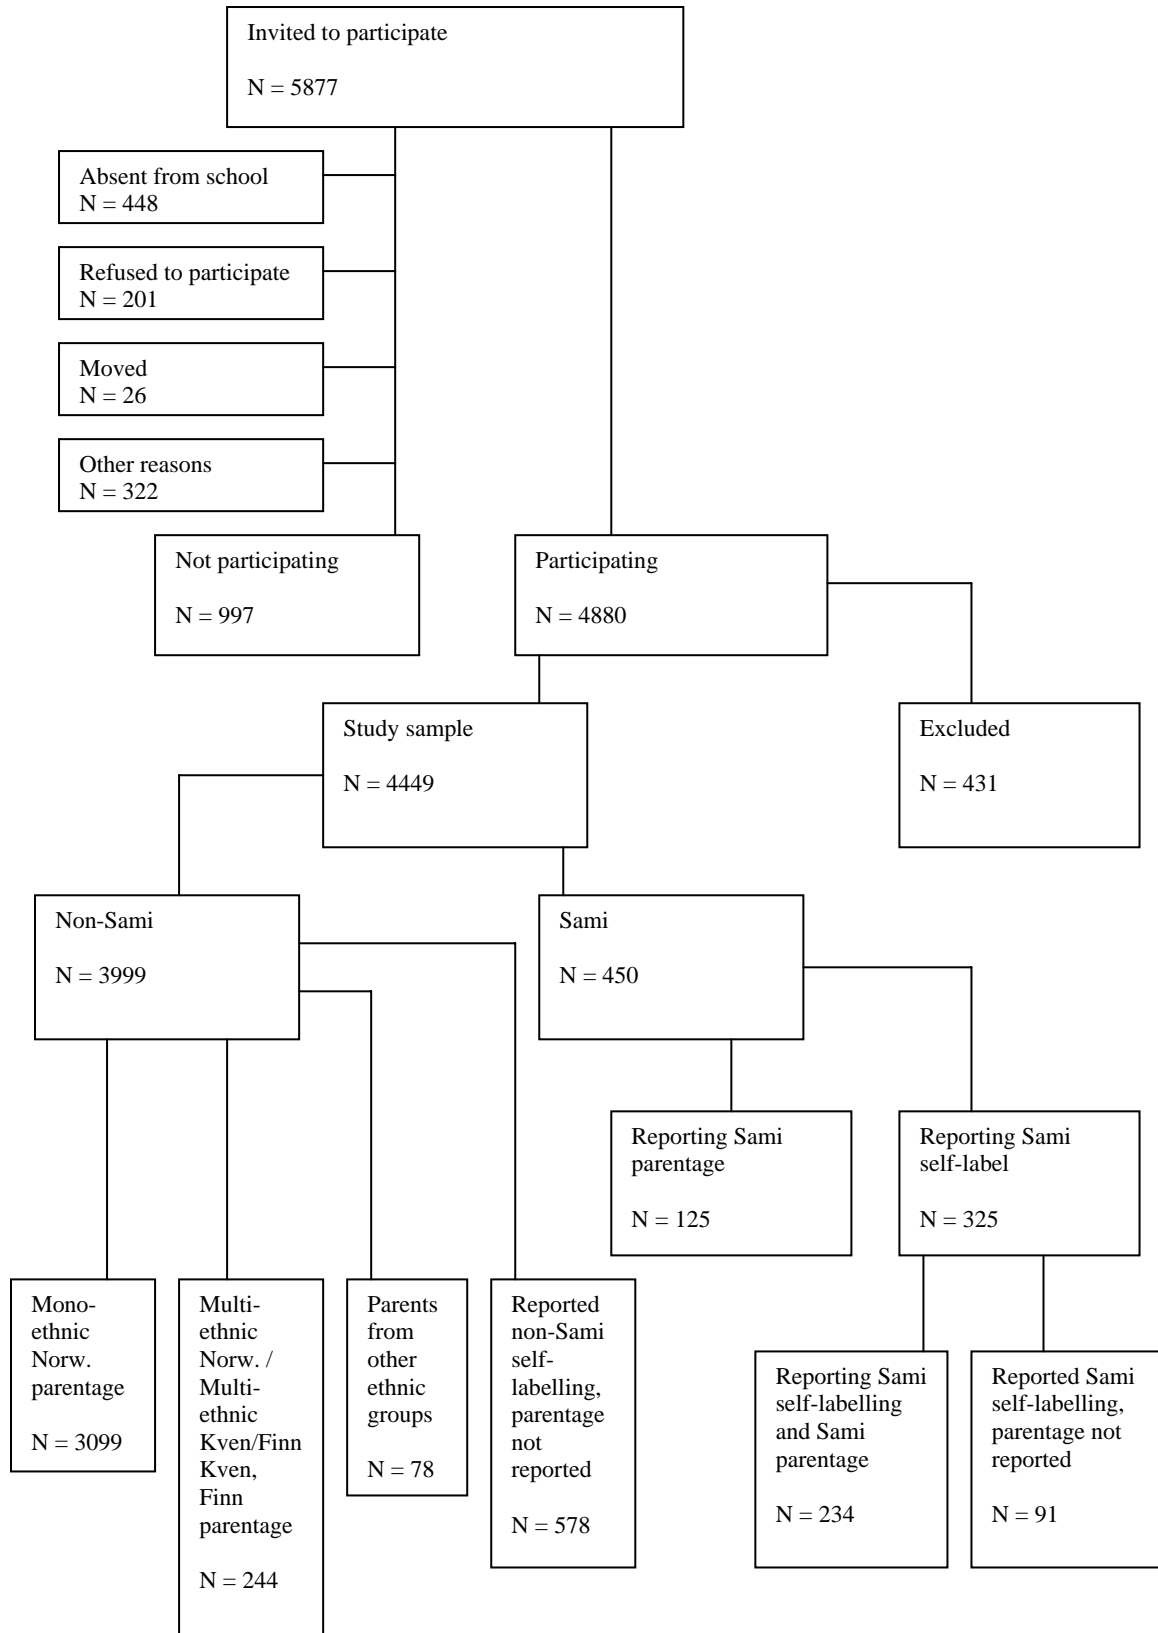 Invited to participate
N = 5877
Absent from school
N = 448
Refused to participate
N = 201
Moved
N = 26
Other reasons
N = 322
Not participating
N = 997
Participating
N = 4880
Study sample
N = 4449
Excluded
N = 431
Non-Sami
N = 3999
Sami
N = 450
Reporting Sami
parentage
N = 125
Reporting Sami
self-label
N = 325
Mono-
ethnic
Norw.
parentage
N = 3099
Multi-
ethnic
Norw. /
Multi-
ethnic
Kven/Finn
Kven,
Finn
parentage
N = 244
Parents
from
other
ethnic
groups
N = 78
Reported
non-Sami
self-
labelling,
parentage
not
reported
N = 578
Reporting Sami
self-labelling
and Sami
parentage
N = 234
Reported Sami
self-labelling,
parentage not
reported
N = 91